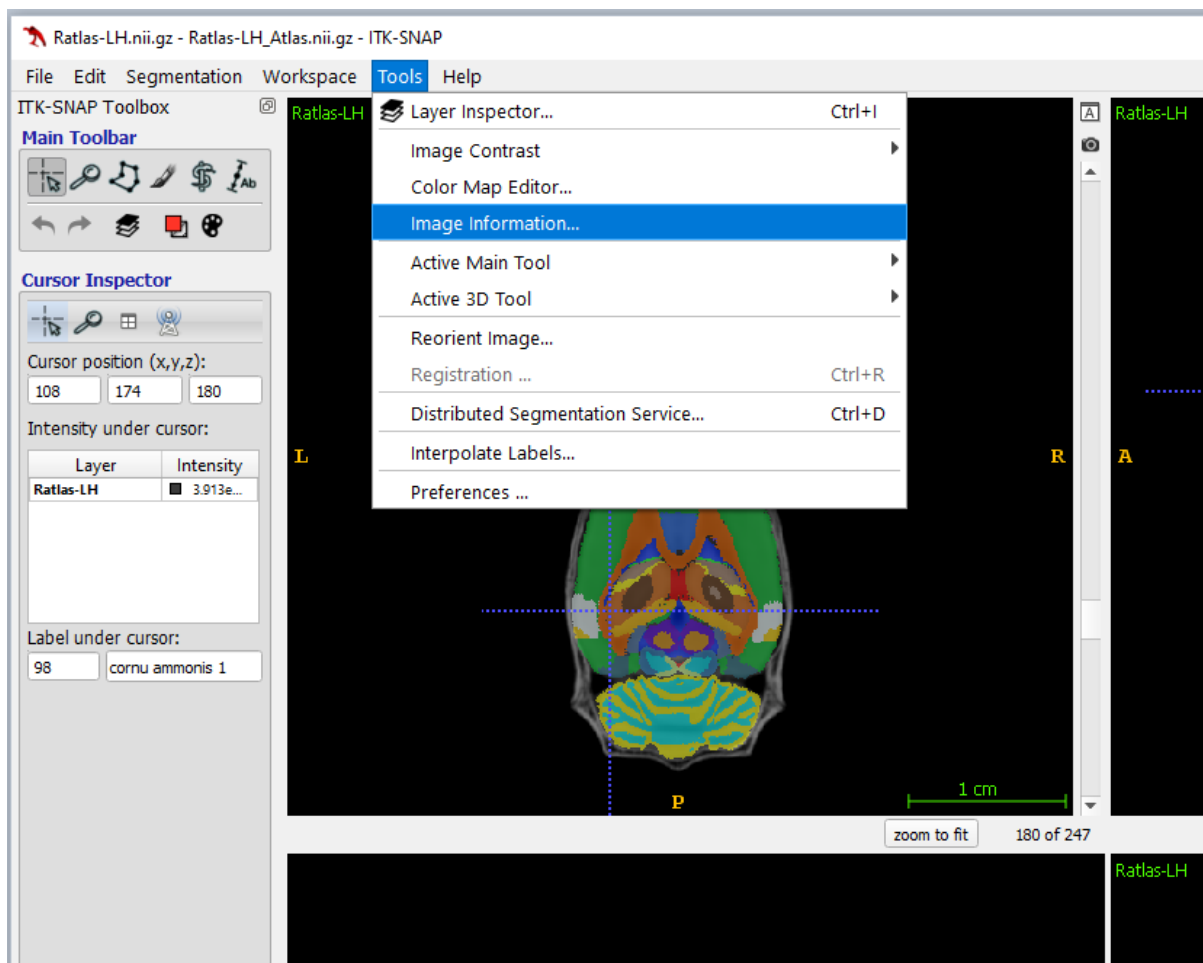 Ratlas-LH.nii.gz - Ratlas-LH_Atlas.nii.gz - ITK-SNAP
File Edit Segmentation Workspace Tools Help
ITK-SNAP Toolbox
Main Toolbar
Ab
Cursor Inspector
Cursor position (x,y,z):
108 174 180
Intensity under cursor:
Layer Intensity
Ratlas-LH 3.913e...
Label under cursor:
98 cornu ammonis 1
Ratlas-LH
Layer Inspector... Ctrl+I
Image Contrast
Color Map Editor...
Image Information...
Active Main Tool
Active 3D Tool
Reorient Image...
Registration ... Ctrl+R
Distributed Segmentation Service... Ctrl+D
Interpolate Labels...
Preferences ...
L
R
P
1 cm
A
zoom to fit 180 of 247
Ratlas-LH
A
Ratlas-LH